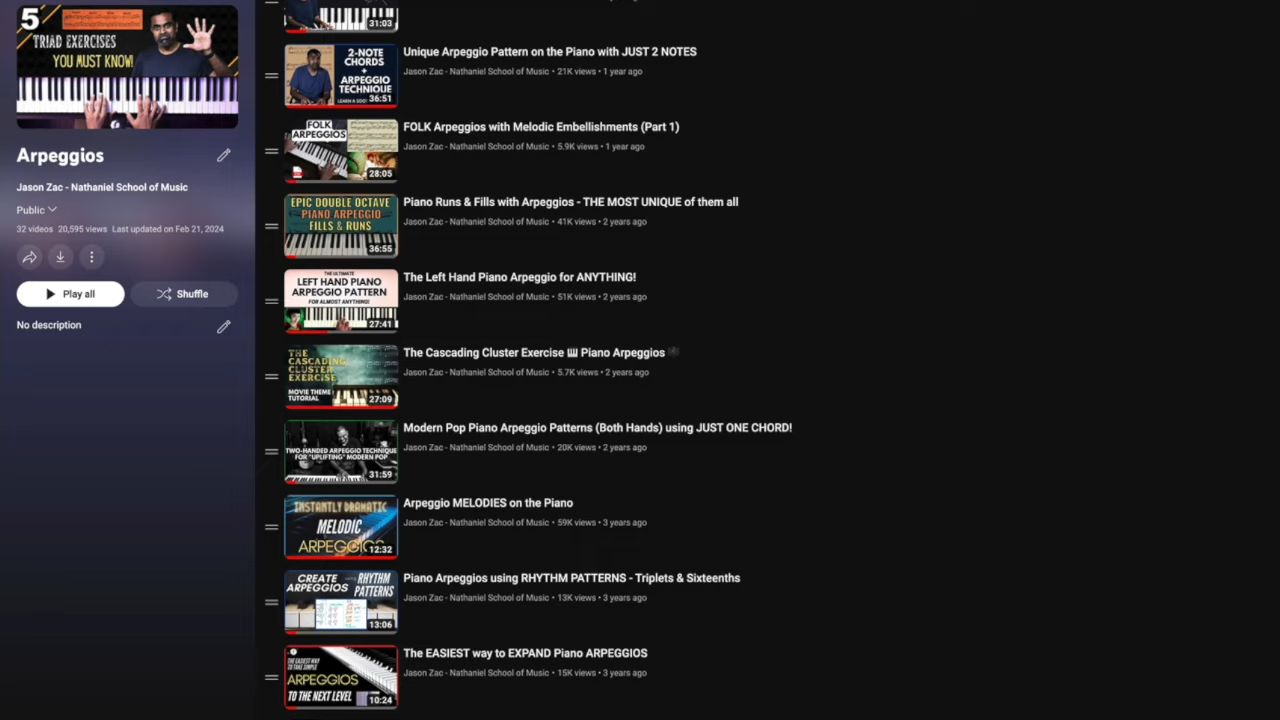 5
TRIAD EXERCISES
YOU MUST KNOW!
Arpeggios
Jason Zac - Nathaniel School of Music
Public
32 videos 20,595 views Last updated on Feb 21, 2024
Play all
Shuffle
No description
31:03
2-NOTE
CHORDS
+
ARPEGGIO
TECHNIQUE
36:51
Unique Arpeggio Pattern on the Piano with JUST 2 NOTES
Jason Zac - Nathaniel School of Music • 21K views • 1 year ago
FOLK
ARPEGGIOS
28:05
FOLK Arpeggios with Melodic Embellishments (Part 1)
Jason Zac - Nathaniel School of Music • 5.9K views • 1 year ago
EPIC DOUBLE OCTAVE
PIANO ARPEGGIO
FILLS & RUNS
36:55
Piano Runs & Fills with Arpeggios - THE MOST UNIQUE of them all
Jason Zac - Nathaniel School of Music • 41K views • 2 years ago
THE ULTIMATE
LEFT HAND PIANO
ARPEGGIO PATTERN
FOR ALMOST ANYTHING!
27:41
The Left Hand Piano Arpeggio for ANYTHING!
Jason Zac - Nathaniel School of Music • 51K views • 2 years ago
THE
CASCADING
CLUSTER
EXERCISE
MOVIE THEME
TUTORIAL
27:09
The Cascading Cluster Exercise 🎹 Piano Arpeggios
Jason Zac - Nathaniel School of Music • 5.7K views • 2 years ago
TWO-HANDED ARPEGGIO TECHNIQUE
FOR "UPLIFTING" MODERN POP
31:59
Modern Pop Piano Arpeggio Patterns (Both Hands) using JUST ONE CHORD!
Jason Zac - Nathaniel School of Music • 20K views • 2 years ago
INSTANTLY DRAMATIC
MELODIC
ARPEGGIOS
12:32
Arpeggio MELODIES on the Piano
Jason Zac - Nathaniel School of Music • 59K views • 3 years ago
CREATE
ARPEGGIOS
RHYTHM
PATTERNS
13:06
Piano Arpeggios using RHYTHM PATTERNS - Triplets & Sixteenths
Jason Zac - Nathaniel School of Music • 13K views • 3 years ago
THE EASIEST WAY
TO TAKE SIMPLE
ARPEGGIOS
TO THE NEXT LEVEL
10:24
The EASIEST way to EXPAND Piano ARPEGGIOS
Jason Zac - Nathaniel School of Music • 15K views • 3 years ago